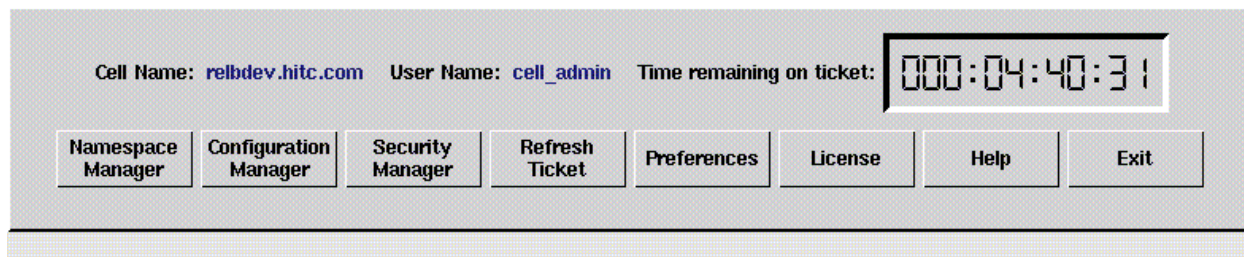 Cell Name: relbdev.hitc.com User Name: cell_admin Time remaining on ticket: 000:04:40:31
Namespace Manager
Configuration Manager
Security Manager
Refresh Ticket
Preferences
License
Help
Exit